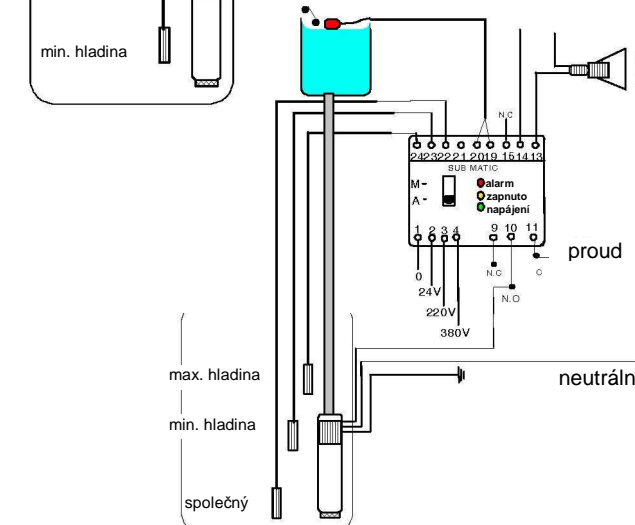 min. hladina
N.C
24 23 22 21 20 19 15 14 13
SUB MATIC
M - alarm
zapnuto
A - napájení
1 2 3 4 9 10 11
proud
N.C C
0
24V
N.O
220V
380V
max. hladina
neutráln
min. hladina
společný